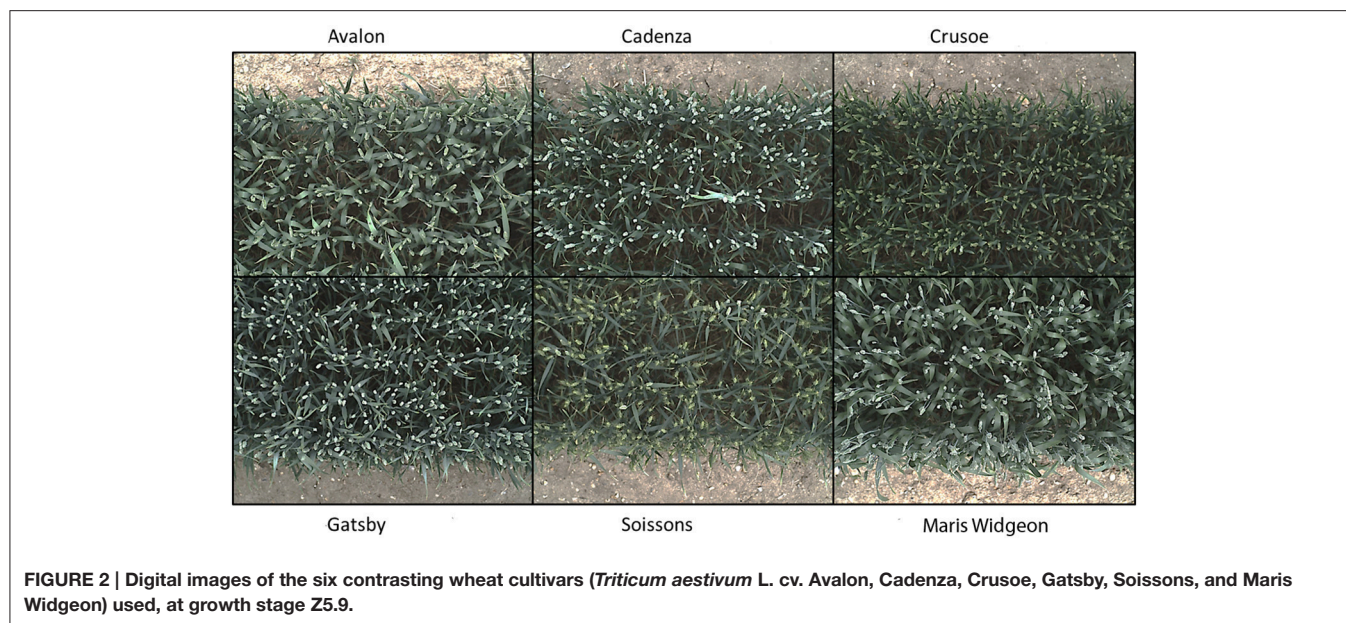 Avalon Cadenza Crusoe
Gatsby Soissons Maris Widgeon
FIGURE 2 | Digital images of the six contrasting wheat cultivars (Triticum aestivum L. cv. Avalon, Cadenza, Crusoe, Gatsby, Soissons, and Maris
Widgeon) used, at growth stage Z5.9.